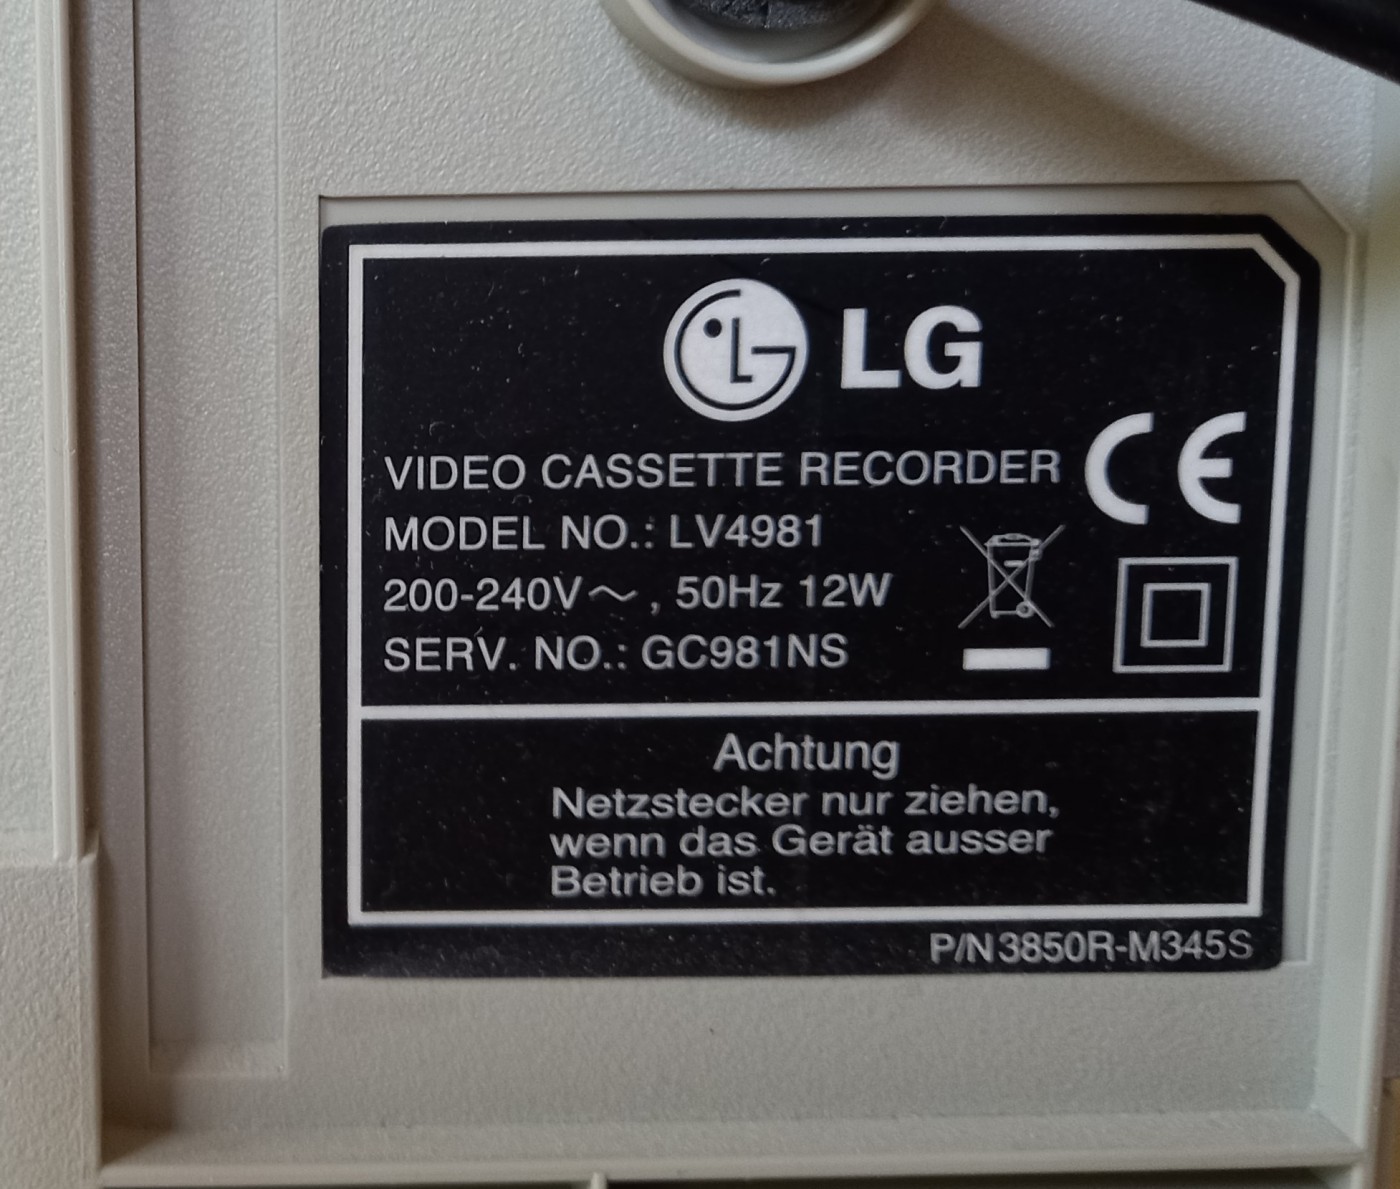 LG
VIDEO CASSETTE RECORDER
MODEL NO.: LV4981
200-240V～ , 50Hz 12W
SERV. NO.: GC981NS
CE
Achtung
Netzstecker nur ziehen,
wenn das Gerät ausser
Betrieb ist.
P/N3850R-M345S